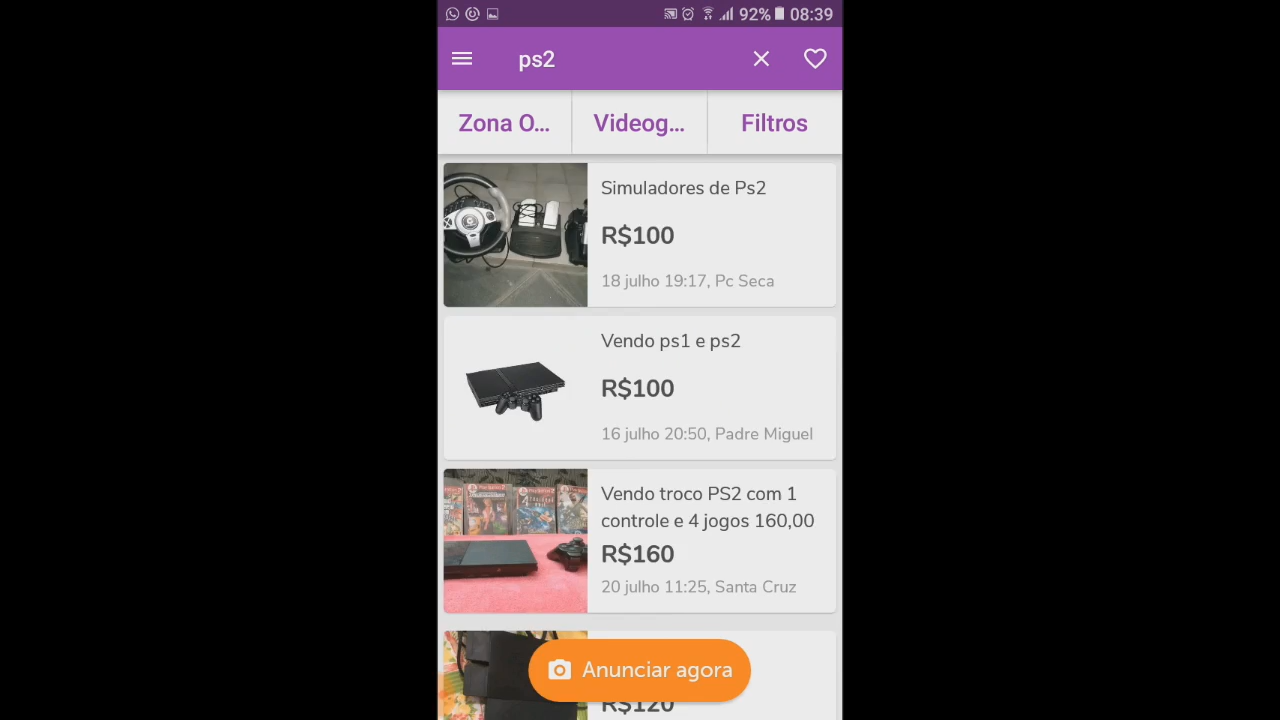 92% 08:39
ps2
Zona O...
Videog...
Filtros
Simuladores de Ps2
R$100
18 julho 19:17, Pc Seca
Vendo ps1 e ps2
R$100
16 julho 20:50, Padre Miguel
Vendo troco PS2 com 1
controle e 4 jogos 160,00
R$160
20 julho 11:25, Santa Cruz
Anunciar agora
R$120